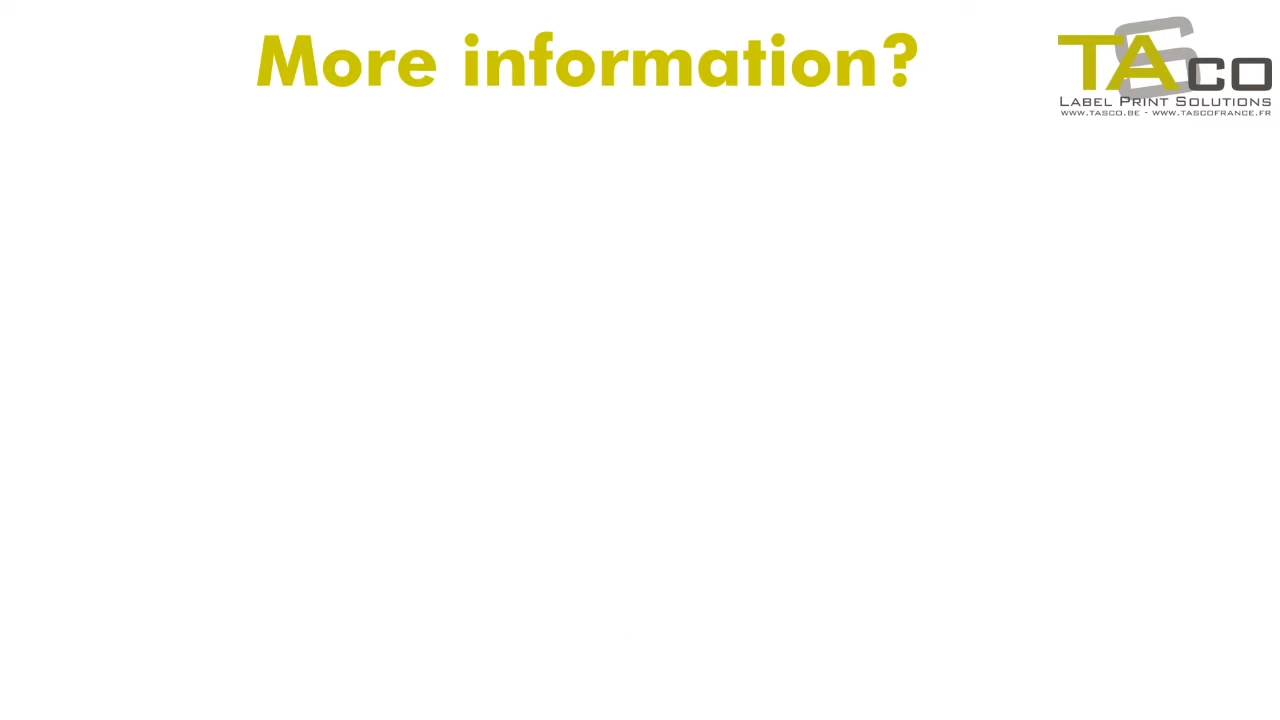 More information?
TASco
LABEL PRINT SOLUTIONS
WWW.TASCO.BE - WWW.TASCOFRANCE.FR